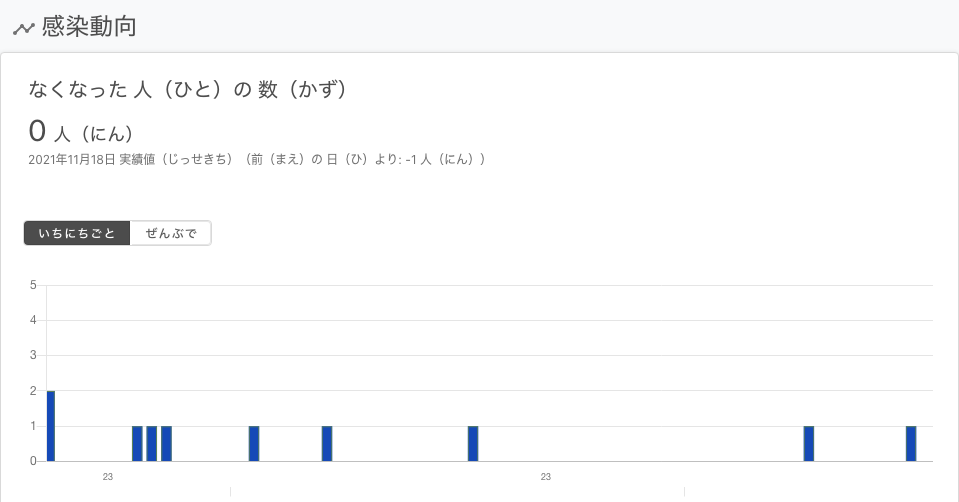 感染動向
なくなった 人（ひと）の 数（かず）
0 人（にん）
2021年11月18日 実績値（じっせきち）（前（まえ）の 日（ひ）より: -1 人（にん））
いちにちごと ぜんぶで
5
4
3
2
1
0
23 23